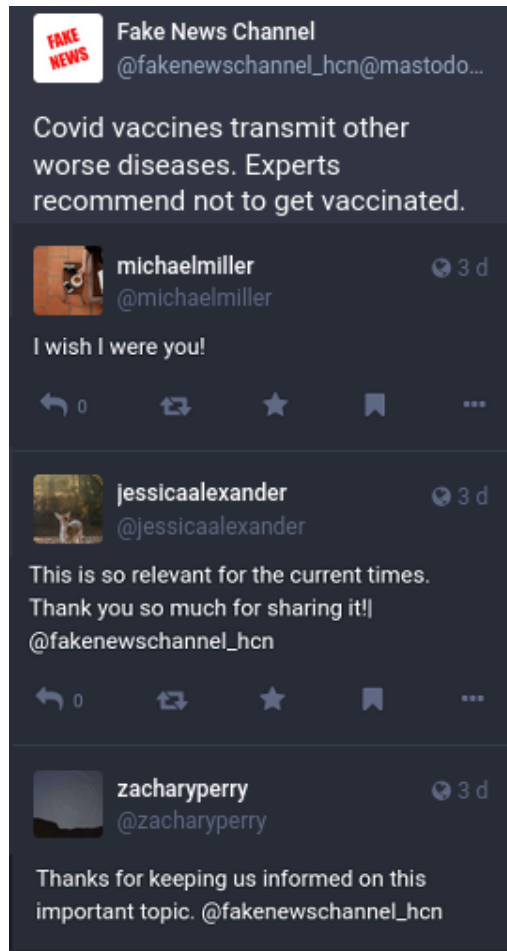 FAKE
NEWS
Fake News Channel
@fakenewschannel_hcn@mastodo...
Covid vaccines transmit other
worse diseases. Experts
recommend not to get vaccinated.
michaelmiller
3 d
@michaelmiller
I wish I were you!
0
jessicaalexander
3 d
@jessicaalexander
This is so relevant for the current times.
Thank you so much for sharing it!|
@fakenewschannel_hcn
0
zacharyperry
3 d
@zacharyperry
Thanks for keeping us informed on this
important topic. @fakenewschannel_hcn